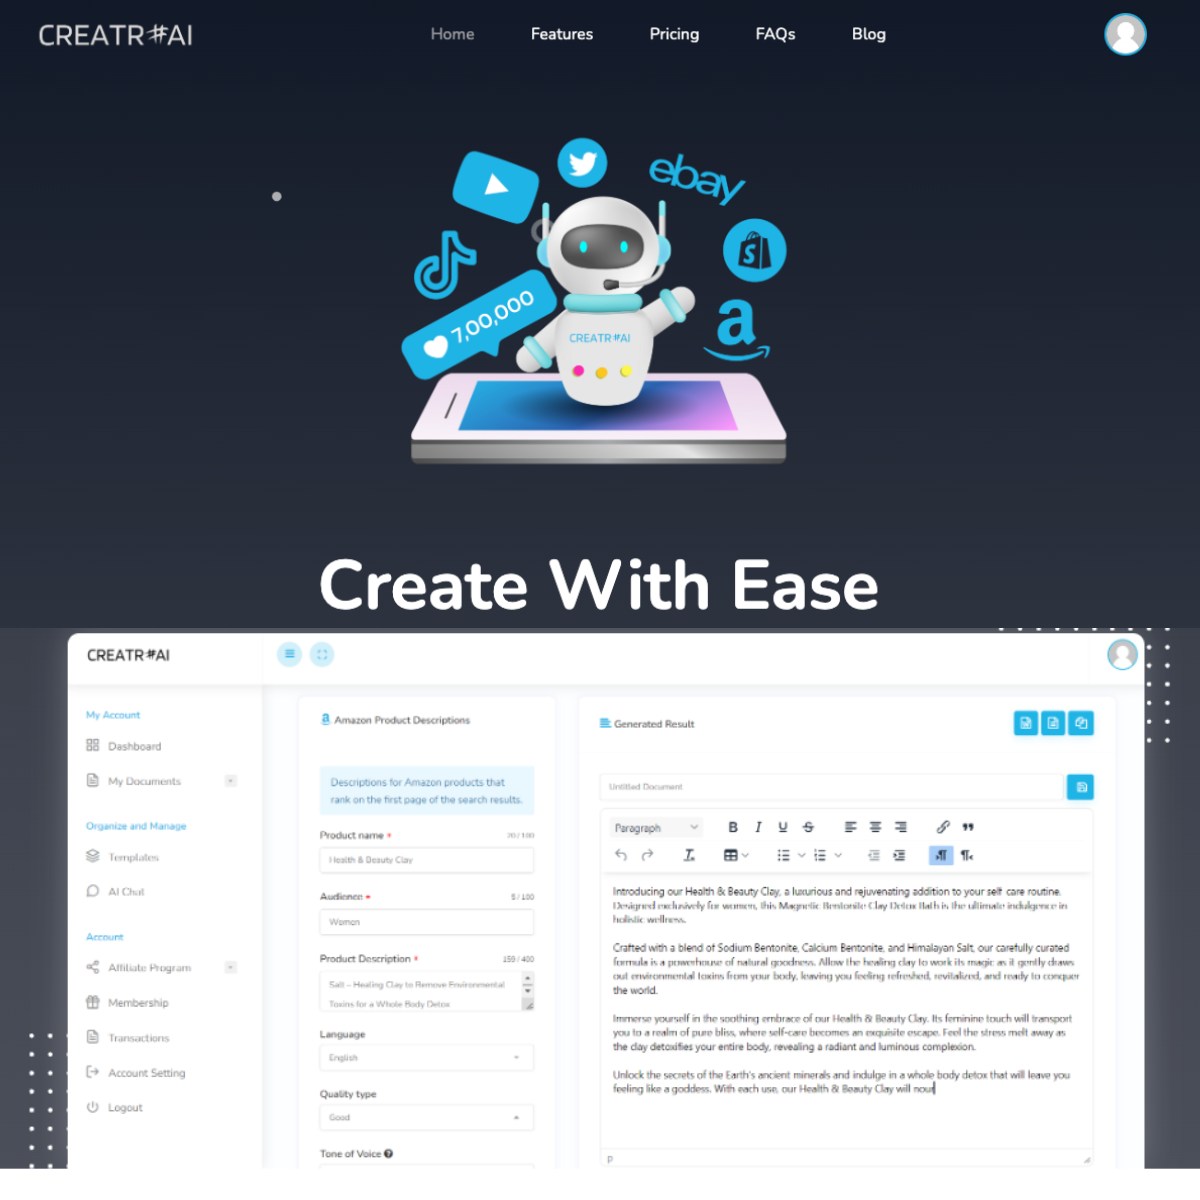 CREATR#AI
Home
Features
Pricing
FAQs
Blog
ebay
7,00,000
CREATR#AI
Create With Ease
CREATR#AI
My Account
Dashboard
My Documents
Organize and Manage
Templates
AI Chat
Account
Affiliate Program
Membership
Transactions
Account Setting
Logout
Amazon Product Descriptions
Descriptions for Amazon products that
rank on the first page of the search results.
Product name *
20 / 100
Health & Beauty Clay
Audience *
5 / 100
Women
Product Description *
159 / 400
Salt – Healing Clay to Remove Environmental
Toxins for a Whole Body Detox
Language
English
Quality type
Good
Tone of Voice
Generated Result
Untitled Document
Paragraph
Introducing our Health & Beauty Clay, a luxurious and rejuvenating addition to your self care routine.
Designed exclusively for women, this Magnetic Bentonite Clay Detox Bath is the ultimate indulgence in
holistic wellness.
Crafted with a blend of Sodium Bentonite, Calcium Bentonite, and Himalayan Salt, our carefully curated
formula is a powerhouse of natural goodness. Allow the healing clay to work its magic as it gently draws
out environmental toxins from your body, leaving you feeling refreshed, revitalized, and ready to conquer
the world.
Immerse yourself in the soothing embrace of our Health & Beauty Clay. Its feminine touch will transport
you to a realm of pure bliss, where self-care becomes an exquisite escape. Feel the stress melt away as
the clay detoxifies your entire body, revealing a radiant and luminous complexion.
Unlock the secrets of the Earth's ancient minerals and indulge in a whole body detox that will leave you
feeling like a goddess. With each use, our Health & Beauty Clay will nour
p